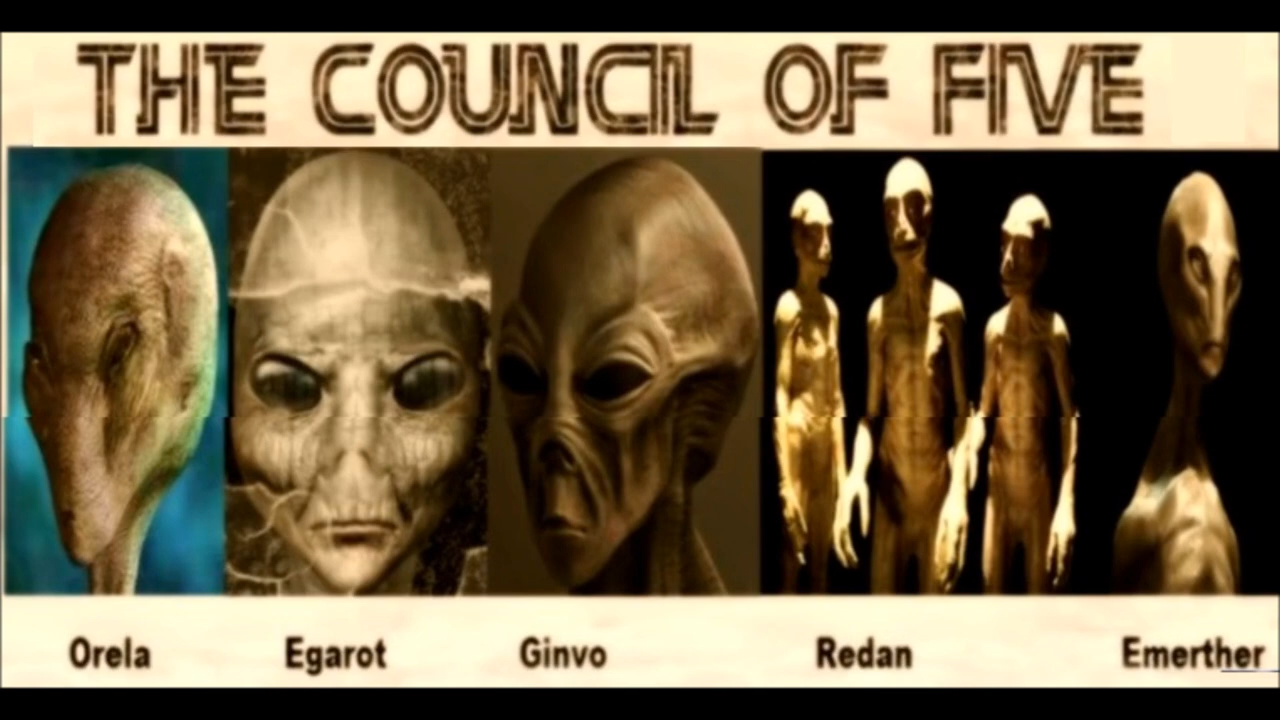 THE COUNCIL OF FIVE
Orela Egarot Ginvo Redan Emerther